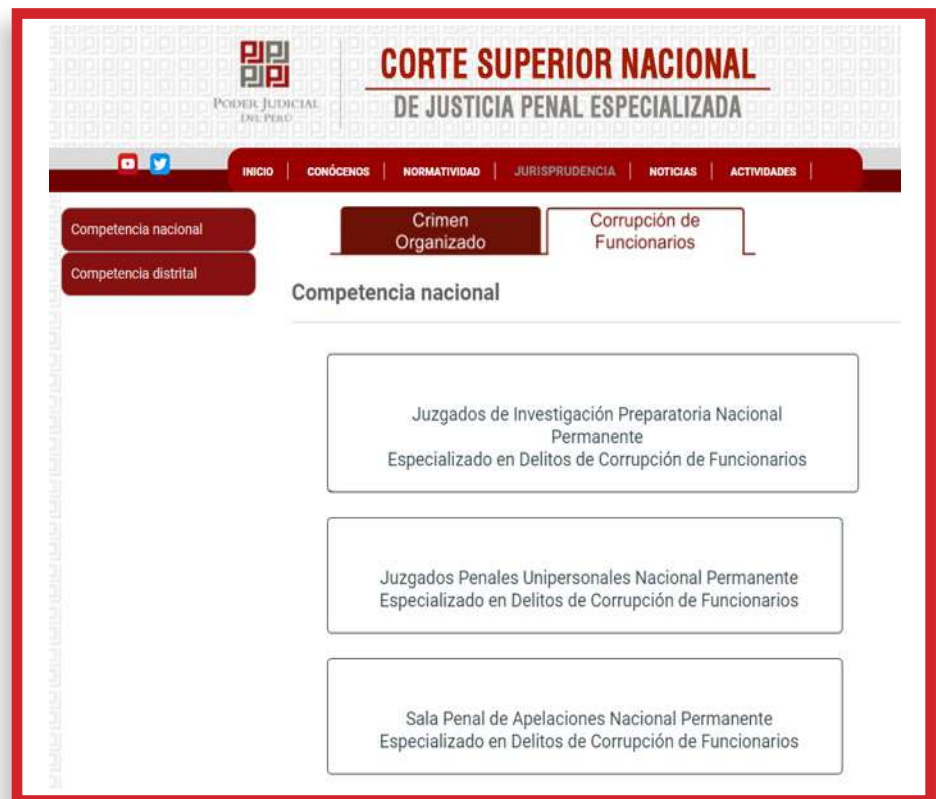 PODER JUDICIAL
DEL PERÚ
CORTE SUPERIOR NACIONAL
DE JUSTICIA PENAL ESPECIALIZADA
INICIO
CONÓCENOS
NORMATIVIDAD
JURISPRUDENCIA
NOTICIAS
ACTIVIDADES
Competencia nacional
Competencia distrital
Crimen
Organizado
Corrupción de
Funcionarios
Competencia nacional
Juzgados de Investigación Preparatoria Nacional
Permanente
Especializado en Delitos de Corrupción de Funcionarios
Juzgados Penales Unipersonales Nacional Permanente
Especializado en Delitos de Corrupción de Funcionarios
Sala Penal de Apelaciones Nacional Permanente
Especializado en Delitos de Corrupción de Funcionarios